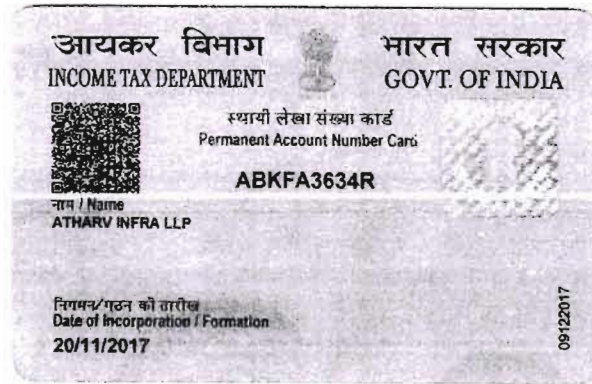 आयकर विभाग
INCOME TAX DEPARTMENT
भारत सरकार
GOVT. OF INDIA
स्थायी लेखा संख्या कार्ड
Permanent Account Number Card
ABKFA3634R
नाम / Name
ATHARV INFRA LLP
निगमन/गठन की तारीख
Date of Incorporation / Formation
20/11/2017
09122017